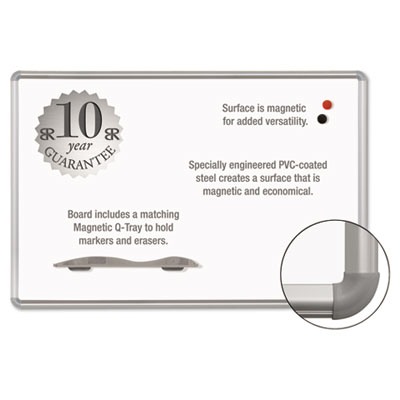 10
year
GUARANTEE
Surface is magnetic
for added versatility.
Specially engineered PVC-coated
steel creates a surface that is
magnetic and economical.
Board includes a matching
Magnetic Q-Tray to hold
markers and erasers.